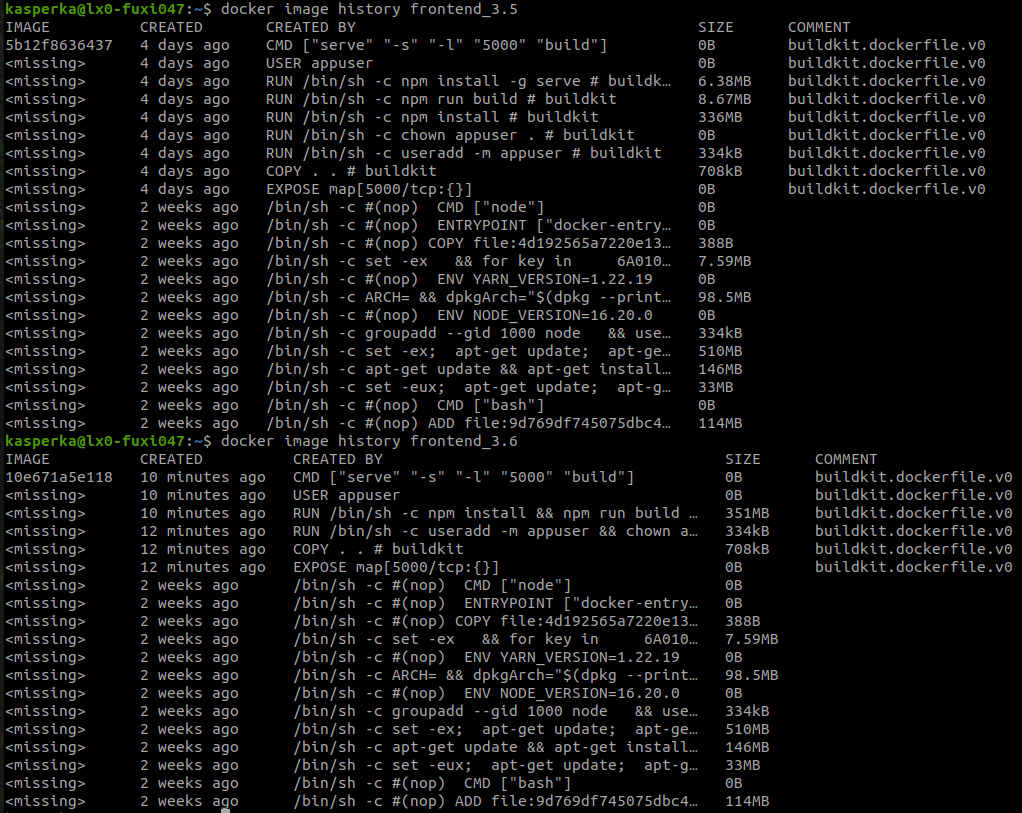 kasperka@lx0-fuxi047:~$ docker image history frontend_3.5
IMAGE CREATED CREATED BY SIZE COMMENT
5b12f8636437 4 days ago CMD ["serve" "-s" "-l" "5000" "build"] 0B buildkit.dockerfile.v0
<missing> 4 days ago USER appuser 0B buildkit.dockerfile.v0
<missing> 4 days ago RUN /bin/sh -c npm install -g serve # buildk… 6.38MB buildkit.dockerfile.v0
<missing> 4 days ago RUN /bin/sh -c npm run build # buildkit 8.67MB buildkit.dockerfile.v0
<missing> 4 days ago RUN /bin/sh -c npm install # buildkit 336MB buildkit.dockerfile.v0
<missing> 4 days ago RUN /bin/sh -c chown appuser . # buildkit 0B buildkit.dockerfile.v0
<missing> 4 days ago RUN /bin/sh -c useradd -m appuser # buildkit 334kB buildkit.dockerfile.v0
<missing> 4 days ago COPY . . # buildkit 708kB buildkit.dockerfile.v0
<missing> 4 days ago EXPOSE map[5000/tcp:{}] 0B buildkit.dockerfile.v0
<missing> 2 weeks ago /bin/sh -c #(nop) CMD ["node"] 0B
<missing> 2 weeks ago /bin/sh -c #(nop) ENTRYPOINT ["docker-entry… 0B
<missing> 2 weeks ago /bin/sh -c #(nop) COPY file:4d192565a7220e13… 388B
<missing> 2 weeks ago /bin/sh -c set -ex && for key in 6A010… 7.59MB
<missing> 2 weeks ago /bin/sh -c #(nop) ENV YARN_VERSION=1.22.19 0B
<missing> 2 weeks ago /bin/sh -c ARCH= && dpkgArch="$(dpkg --print… 98.5MB
<missing> 2 weeks ago /bin/sh -c #(nop) ENV NODE_VERSION=16.20.0 0B
<missing> 2 weeks ago /bin/sh -c groupadd --gid 1000 node && use… 334kB
<missing> 2 weeks ago /bin/sh -c set -ex; apt-get update; apt-ge… 510MB
<missing> 2 weeks ago /bin/sh -c apt-get update && apt-get install… 146MB
<missing> 2 weeks ago /bin/sh -c set -eux; apt-get update; apt-g… 33MB
<missing> 2 weeks ago /bin/sh -c #(nop) CMD ["bash"] 0B
<missing> 2 weeks ago /bin/sh -c #(nop) ADD file:9d769df745075dbc4… 114MB
kasperka@lx0-fuxi047:~$ docker image history frontend_3.6
IMAGE CREATED CREATED BY SIZE COMMENT
10e671a5e118 10 minutes ago CMD ["serve" "-s" "-l" "5000" "build"] 0B buildkit.dockerfile.v0
<missing> 10 minutes ago USER appuser 0B buildkit.dockerfile.v0
<missing> 10 minutes ago RUN /bin/sh -c npm install && npm run build … 351MB buildkit.dockerfile.v0
<missing> 12 minutes ago RUN /bin/sh -c useradd -m appuser && chown a… 334kB buildkit.dockerfile.v0
<missing> 12 minutes ago COPY . . # buildkit 708kB buildkit.dockerfile.v0
<missing> 12 minutes ago EXPOSE map[5000/tcp:{}] 0B buildkit.dockerfile.v0
<missing> 2 weeks ago /bin/sh -c #(nop) CMD ["node"] 0B
<missing> 2 weeks ago /bin/sh -c #(nop) ENTRYPOINT ["docker-entry… 0B
<missing> 2 weeks ago /bin/sh -c #(nop) COPY file:4d192565a7220e13… 388B
<missing> 2 weeks ago /bin/sh -c set -ex && for key in 6A010… 7.59MB
<missing> 2 weeks ago /bin/sh -c #(nop) ENV YARN_VERSION=1.22.19 0B
<missing> 2 weeks ago /bin/sh -c ARCH= && dpkgArch="$(dpkg --print… 98.5MB
<missing> 2 weeks ago /bin/sh -c #(nop) ENV NODE_VERSION=16.20.0 0B
<missing> 2 weeks ago /bin/sh -c groupadd --gid 1000 node && use… 334kB
<missing> 2 weeks ago /bin/sh -c set -ex; apt-get update; apt-ge… 510MB
<missing> 2 weeks ago /bin/sh -c apt-get update && apt-get install… 146MB
<missing> 2 weeks ago /bin/sh -c set -eux; apt-get update; apt-g… 33MB
<missing> 2 weeks ago /bin/sh -c #(nop) CMD ["bash"] 0B
<missing> 2 weeks ago /bin/sh -c #(nop) ADD file:9d769df745075dbc4… 114MB